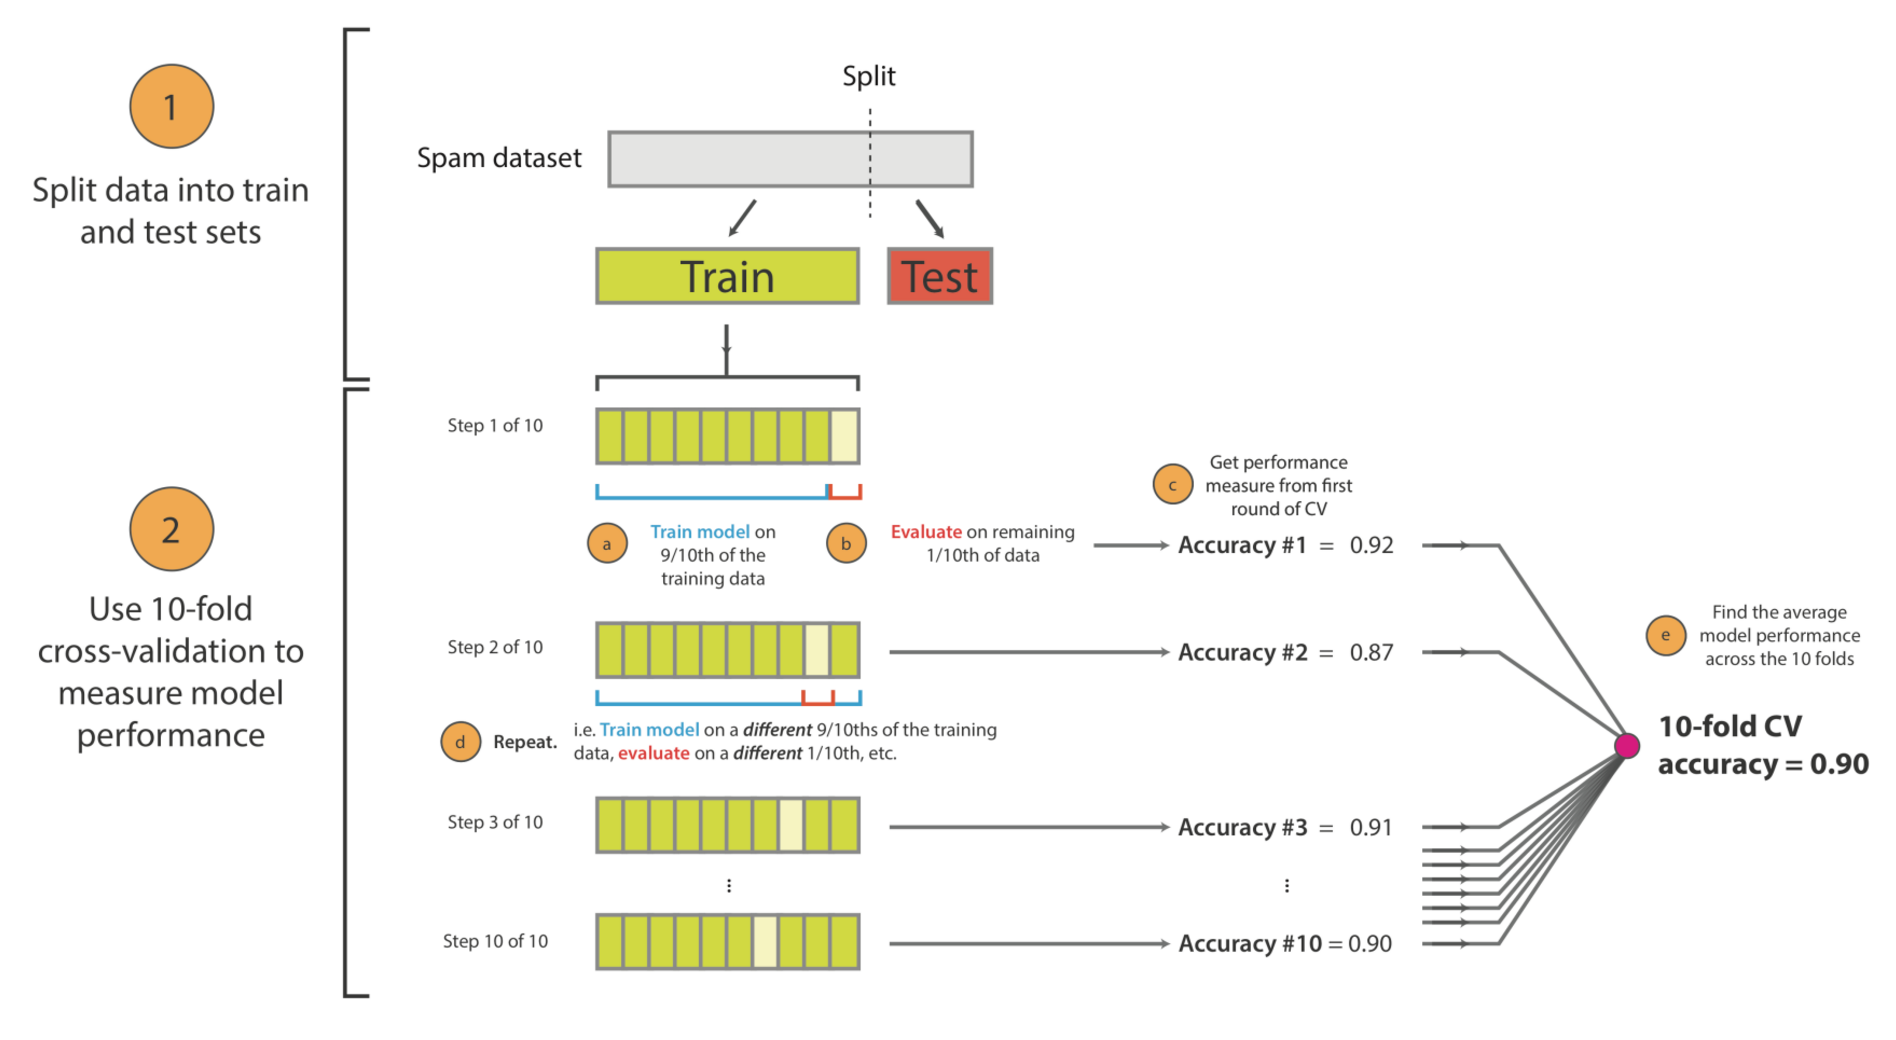 1
Split data into train
and test sets
Split
Spam dataset
Train
Test
2
Use 10-fold
cross-validation to
measure model
performance
Step 1 of 10
a
Train model on
9/10th of the
training data
b
Evaluate on remaining
1/10th of data
c
Get performance
measure from first
round of CV
Accuracy #1 = 0.92
Step 2 of 10
Accuracy #2 = 0.87
d
Repeat.
i.e. Train model on a different 9/10ths of the training
data, evaluate on a different 1/10th, etc.
Step 3 of 10
Accuracy #3 = 0.91
⋮
⋮
Step 10 of 10
Accuracy #10 = 0.90
e
Find the average
model performance
across the 10 folds
10-fold CV
accuracy = 0.90